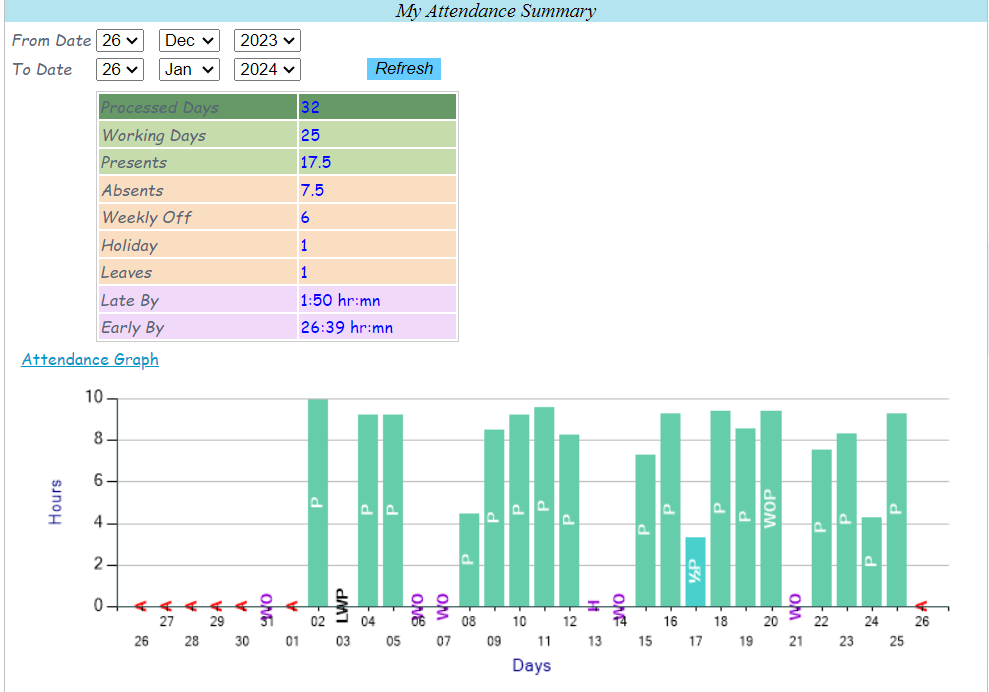 My Attendance Summary
From Date 26 Dec 2023
To Date 26 Jan 2024 Refresh
Processed Days 32
Working Days 25
Presents 17.5
Absents 7.5
Weekly Off 6
Holiday 1
Leaves 1
Late By 1:50 hr:mn
Early By 26:39 hr:mn
Attendance Graph
10
8
6
4
2
0
Hours
A A A A A WO A P LWP P P WO WO P P P P P H WO P P ½P P P WOP WO P P P P A
27 29 31 02 04 06 08 10 12 14 16 18 20 22 24 26
26 28 30 01 03 05 07 09 11 13 15 17 19 21 23 25
Days